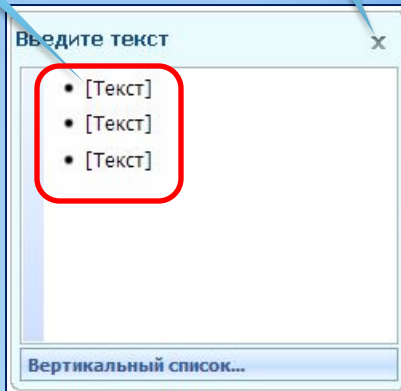 Введите текст
x
• [Текст]
• [Текст]
• [Текст]
Вертикальный список...